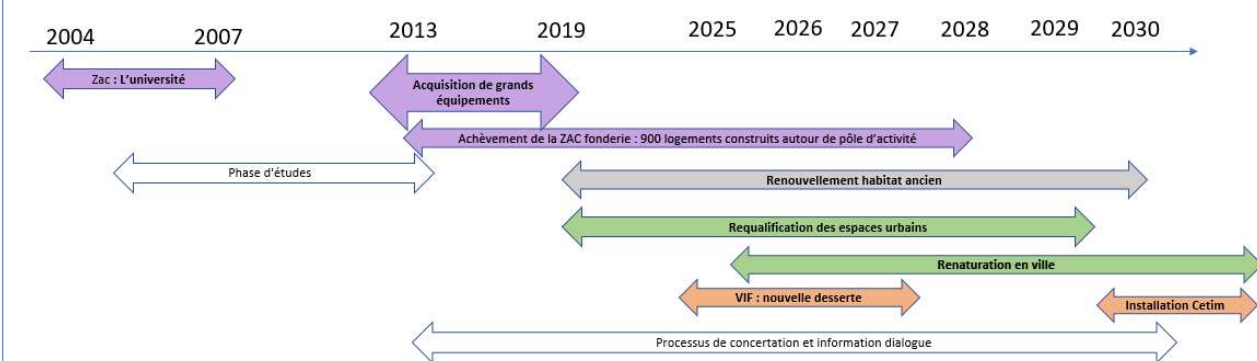 2004 2007 2013 2019 2025 2026 2027 2028 2029 2030
Zac : L'université
Acquisition de grands
équipements
Achèvement de la ZAC fonderie : 900 logements construits autour de pôle d'activité
Phase d'études
Renouvellement habitat ancien
Requalification des espaces urbains
Renaturation en ville
VIF : nouvelle desserte
Installation Cetim
Processus de concertation et information dialogue